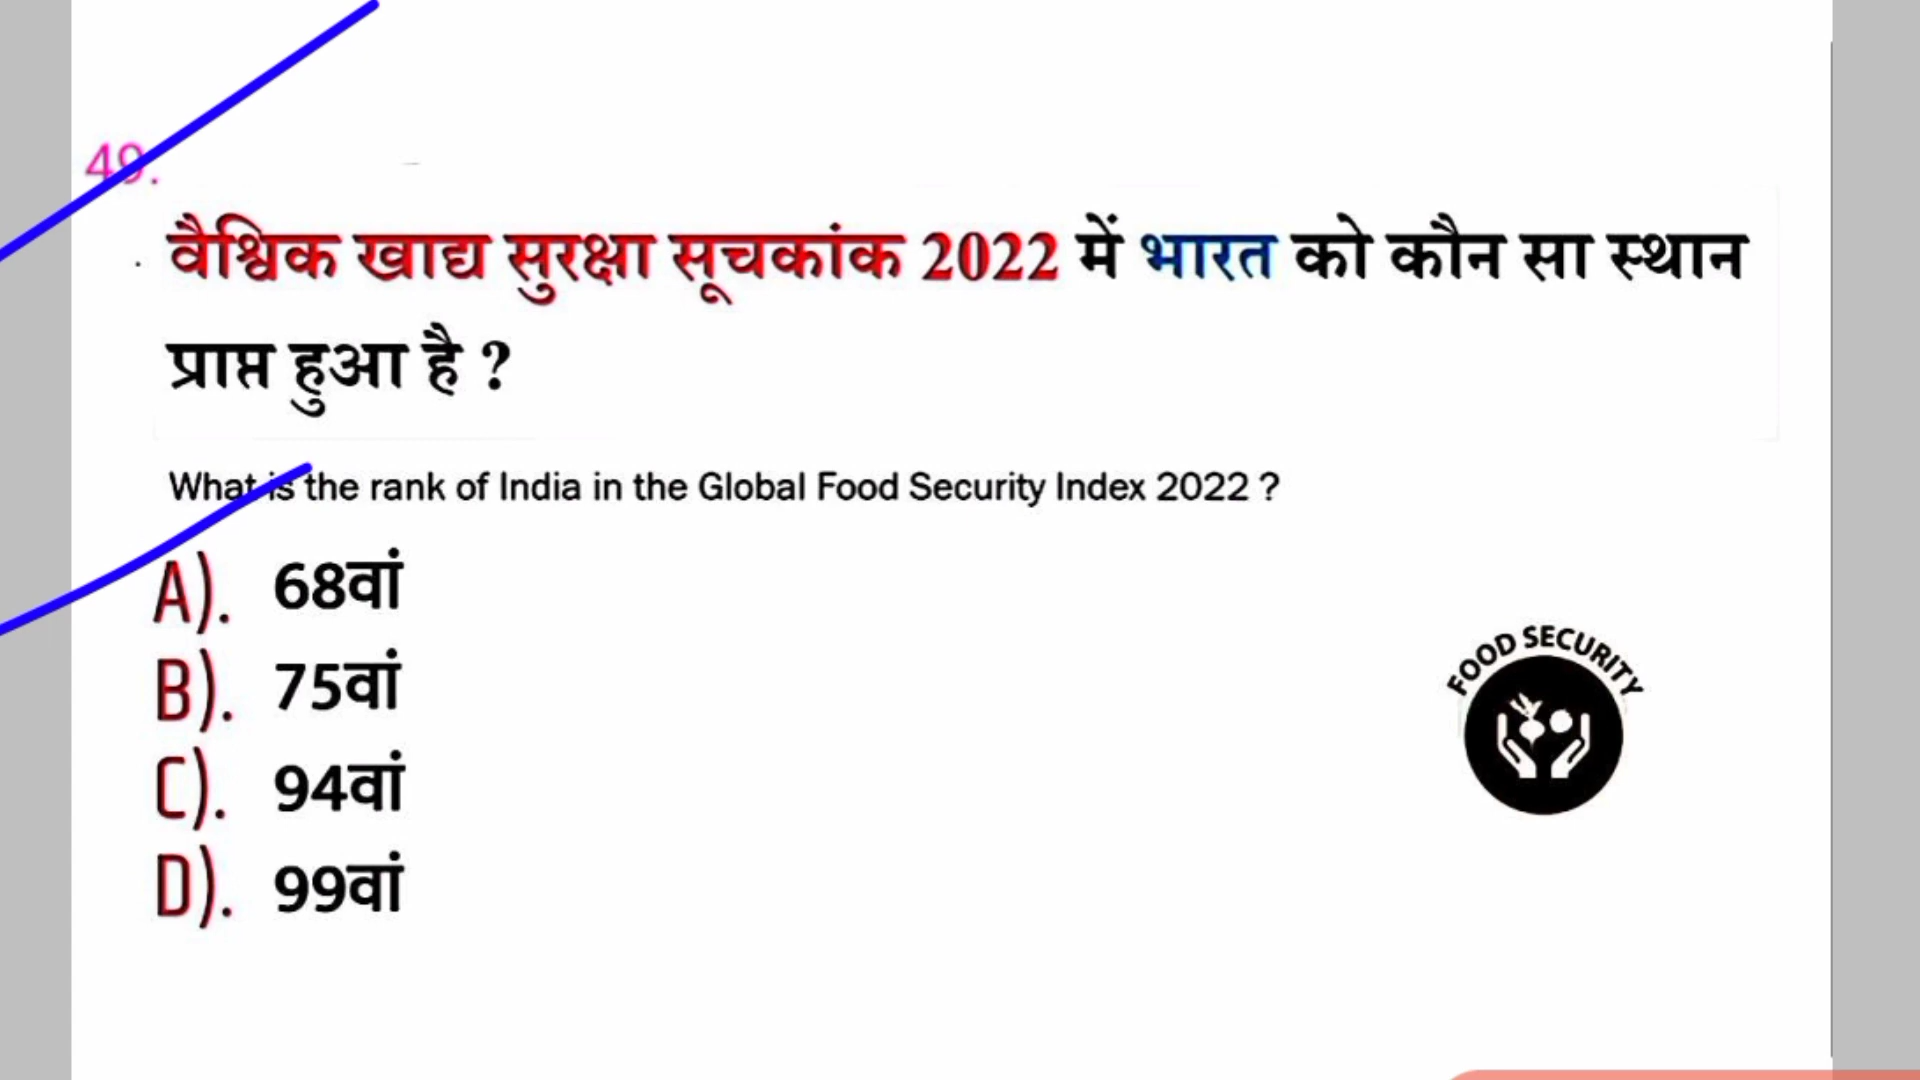 49.
वैश्विक खाद्य सुरक्षा सूचकांक 2022 में भारत को कौन सा स्थान
प्राप्त हुआ है ?
What is the rank of India in the Global Food Security Index 2022 ?
A). 68वां
B). 75वां
C). 94वां
D). 99वां
FOOD SECURITY